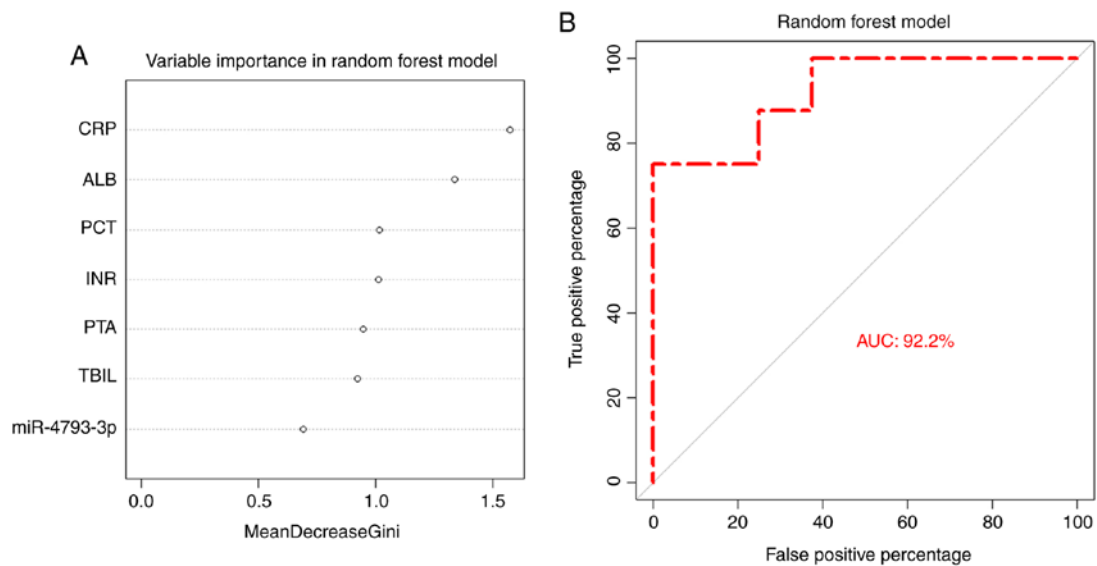 A
Variable importance in random forest model
CRP
ALB
PCT
INR
PTA
TBIL
miR-4793-3p
0.0 0.5 1.0 1.5
MeanDecreaseGini
B
Random forest model
True positive percentage
100
80
60
40
20
0
AUC: 92.2%
0 20 40 60 80 100
False positive percentage